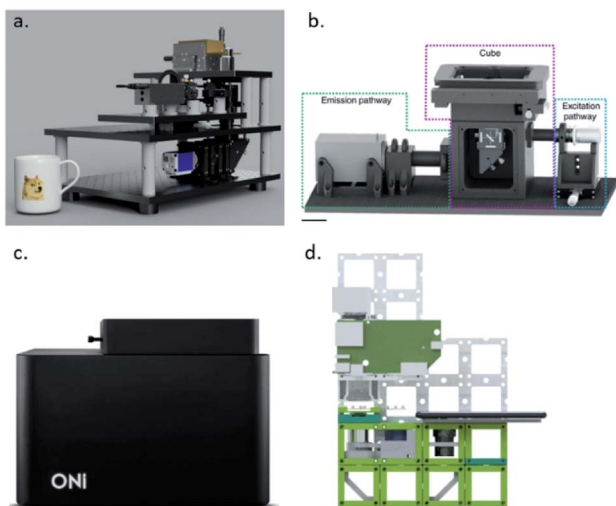 a.
b.
Cube
Emission pathway
Excitation
pathway
c.
ONI
d.